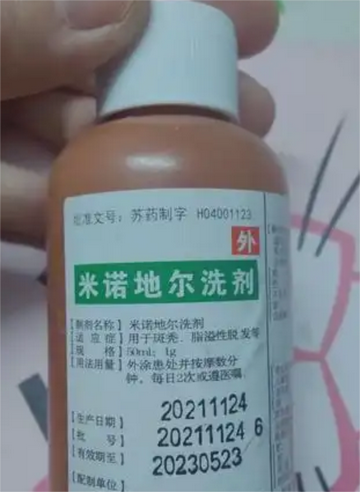 批准文号：苏药制字 H04001123
外
米诺地尔洗剂
【制剂名称】米诺地尔洗剂
【适应症】用于斑秃、脂溢性脱发等
【规格】50ml：1g
【用法用量】外涂患处并按摩数分
钟，每日2次或遵医嘱
【生产日期】20211124
【批号】20211124 6
【有效期至】20230523
【配制单位】